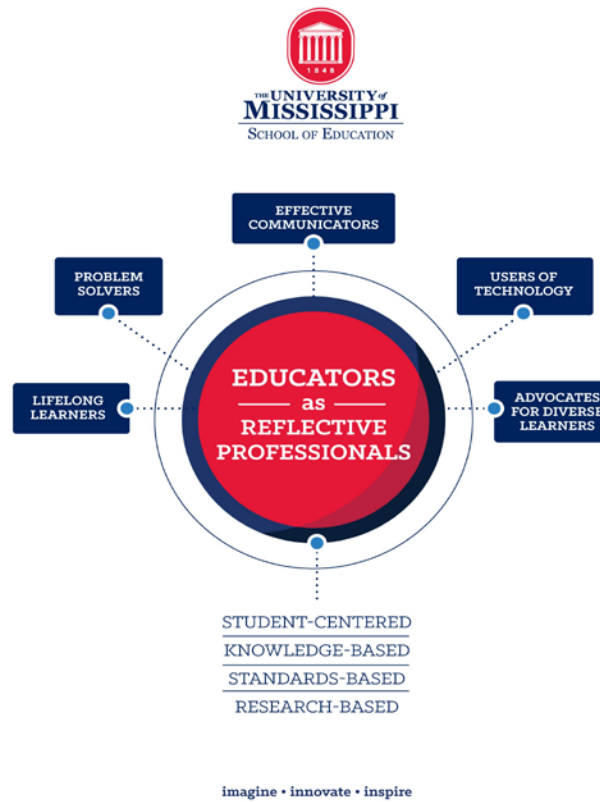 1848
THE UNIVERSITY of
MISSISSIPPI
SCHOOL OF EDUCATION
EFFECTIVE
COMMUNICATORS
PROBLEM
SOLVERS
USERS OF
TECHNOLOGY
LIFELONG
LEARNERS
EDUCATORS
as
REFLECTIVE
PROFESSIONALS
ADVOCATES
FOR DIVERSE
LEARNERS
STUDENT-CENTERED
KNOWLEDGE-BASED
STANDARDS-BASED
RESEARCH-BASED
imagine • innovate • inspire